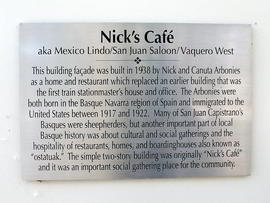 Nick's Café
aka Mexico Lindo/San Juan Saloon/Vaquero West
This building façade was built in 1938 by Nick and Canuta Arbonies
as a home and restaurant which replaced an earlier building that was
the first train stationmaster's house and office. The Arbonies were
both born in the Basque Navarra region of Spain and immigrated to the
United States between 1917 and 1922. Many of San Juan Capistrano's
Basques were sheepherders, but another important part of local
Basque history was about cultural and social gatherings and the
hospitality of restaurants, homes, and boardinghouses also known as
"ostatuak." The simple two-story building was originally "Nick's Café"
and it was an important social gathering place for the community.